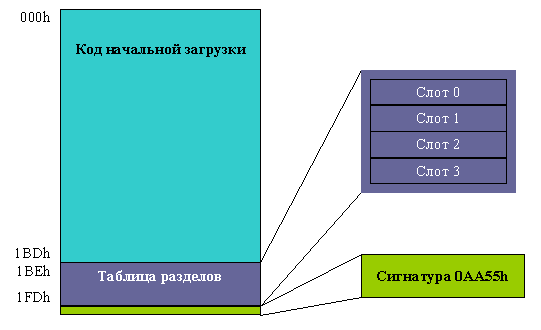 000h
Код начальной загрузки
Слот 0
Слот 1
Слот 2
Слот 3
1BDh
1BEh
Таблица разделов
1FDh
Сигнатура 0AA55h